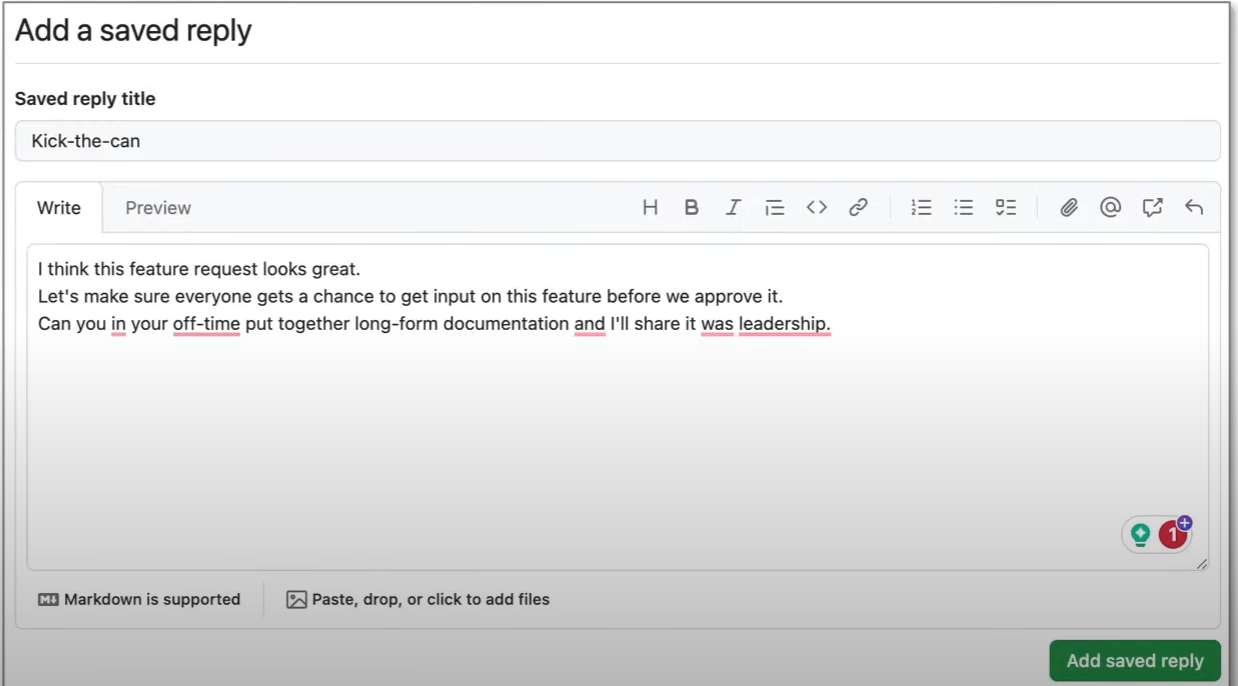 Add a saved reply
Saved reply title
Kick-the-can
Write Preview
I think this feature request looks great.
Let's make sure everyone gets a chance to get input on this feature before we approve it.
Can you in your off-time put together long-form documentation and I'll share it was leadership.
1
Markdown is supported Paste, drop, or click to add files
Add saved reply